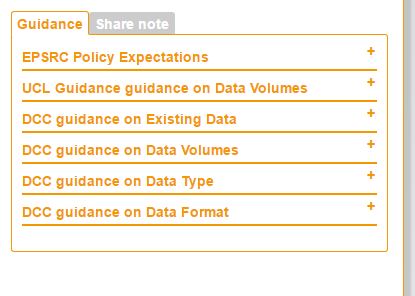 Guidance Share note
EPSRC Policy Expectations +
UCL Guidance guidance on Data Volumes +
DCC guidance on Existing Data +
DCC guidance on Data Volumes +
DCC guidance on Data Type +
DCC guidance on Data Format +